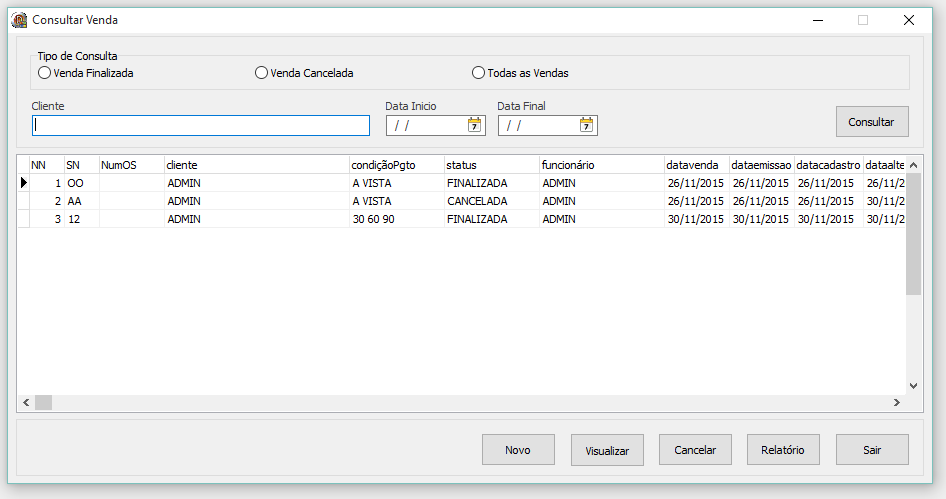 Consultar Venda
Tipo de Consulta
Venda Finalizada Venda Cancelada Todas as Vendas
Cliente Data Inicio Data Final
/ / 7 / / 7 Consultar
NN SN NumOS cliente condiçãoPgto status funcionário datavenda dataemissao datacadastro dataalte
1 OO ADMIN A VISTA FINALIZADA ADMIN 26/11/2015 26/11/2015 26/11/2015 26/11/2
2 AA ADMIN A VISTA CANCELADA ADMIN 26/11/2015 26/11/2015 26/11/2015 30/11/2
3 12 ADMIN 30 60 90 FINALIZADA ADMIN 30/11/2015 30/11/2015 30/11/2015 30/11/2
Novo Visualizar Cancelar Relatório Sair